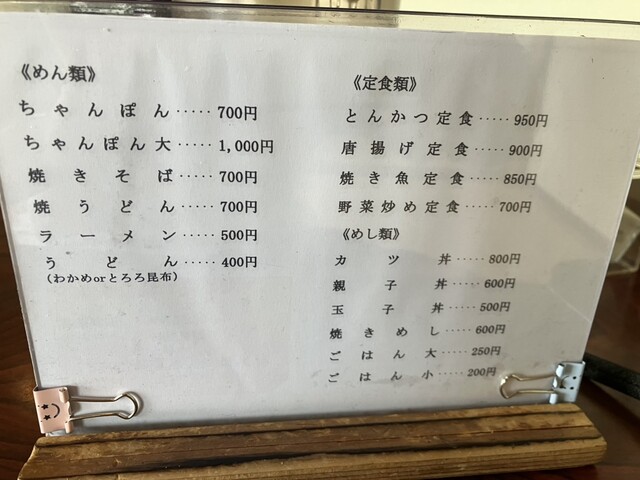 《めん類》
ちゃんぽん‥‥‥700円
ちゃんぽん大‥‥‥1,000円
焼きそば‥‥‥700円
焼うどん‥‥‥700円
ラーメン‥‥‥500円
うどん‥‥‥400円
(わかめorとろろ昆布)
《定食類》
とんかつ定食‥‥‥950円
唐揚げ定食‥‥‥900円
焼き魚定食‥‥‥850円
野菜炒め定食‥‥‥700円
《めし類》
カツ丼‥‥‥800円
親子丼‥‥‥600円
玉子丼‥‥‥500円
焼きめし‥‥‥600円
ごはん大‥‥‥250円
ごはん小‥‥‥200円